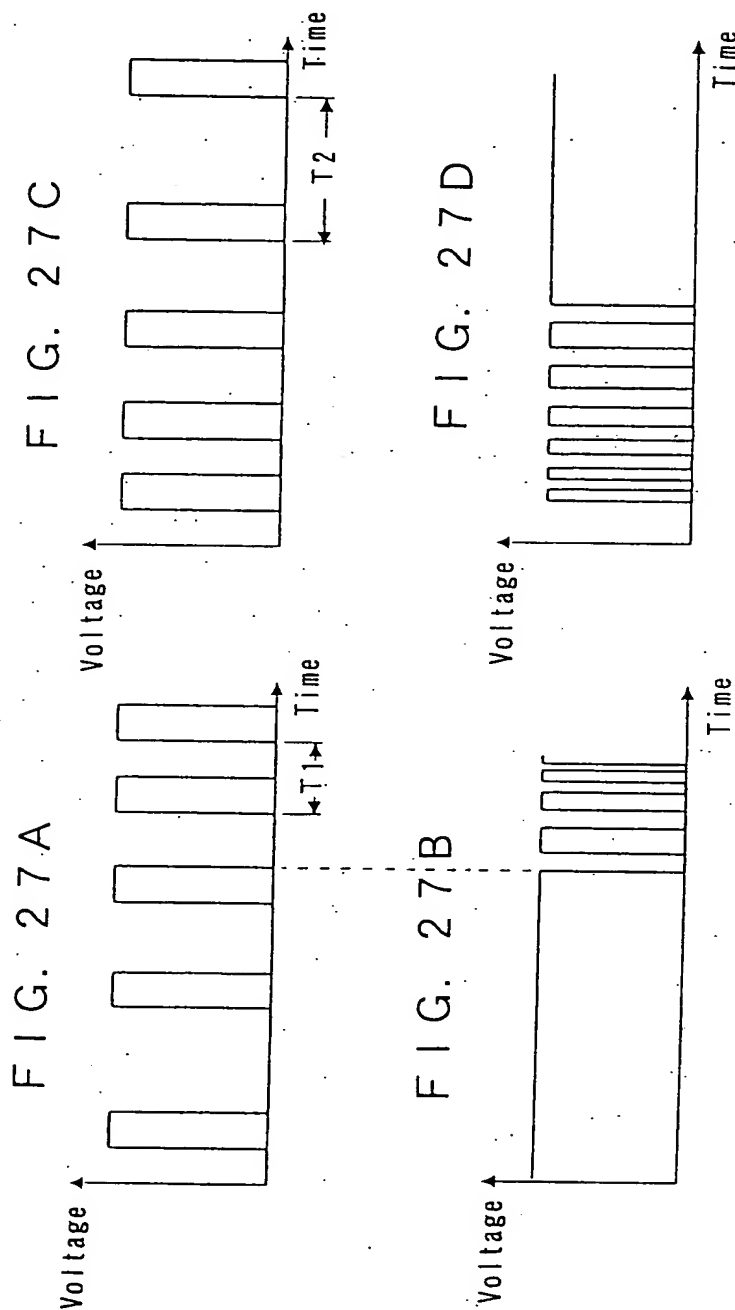 FIG. 27A
Voltage
T1
Time
FIG. 27B
Voltage
Time
FIG. 27C
Voltage
T2
Time
FIG. 27D
Voltage
Time